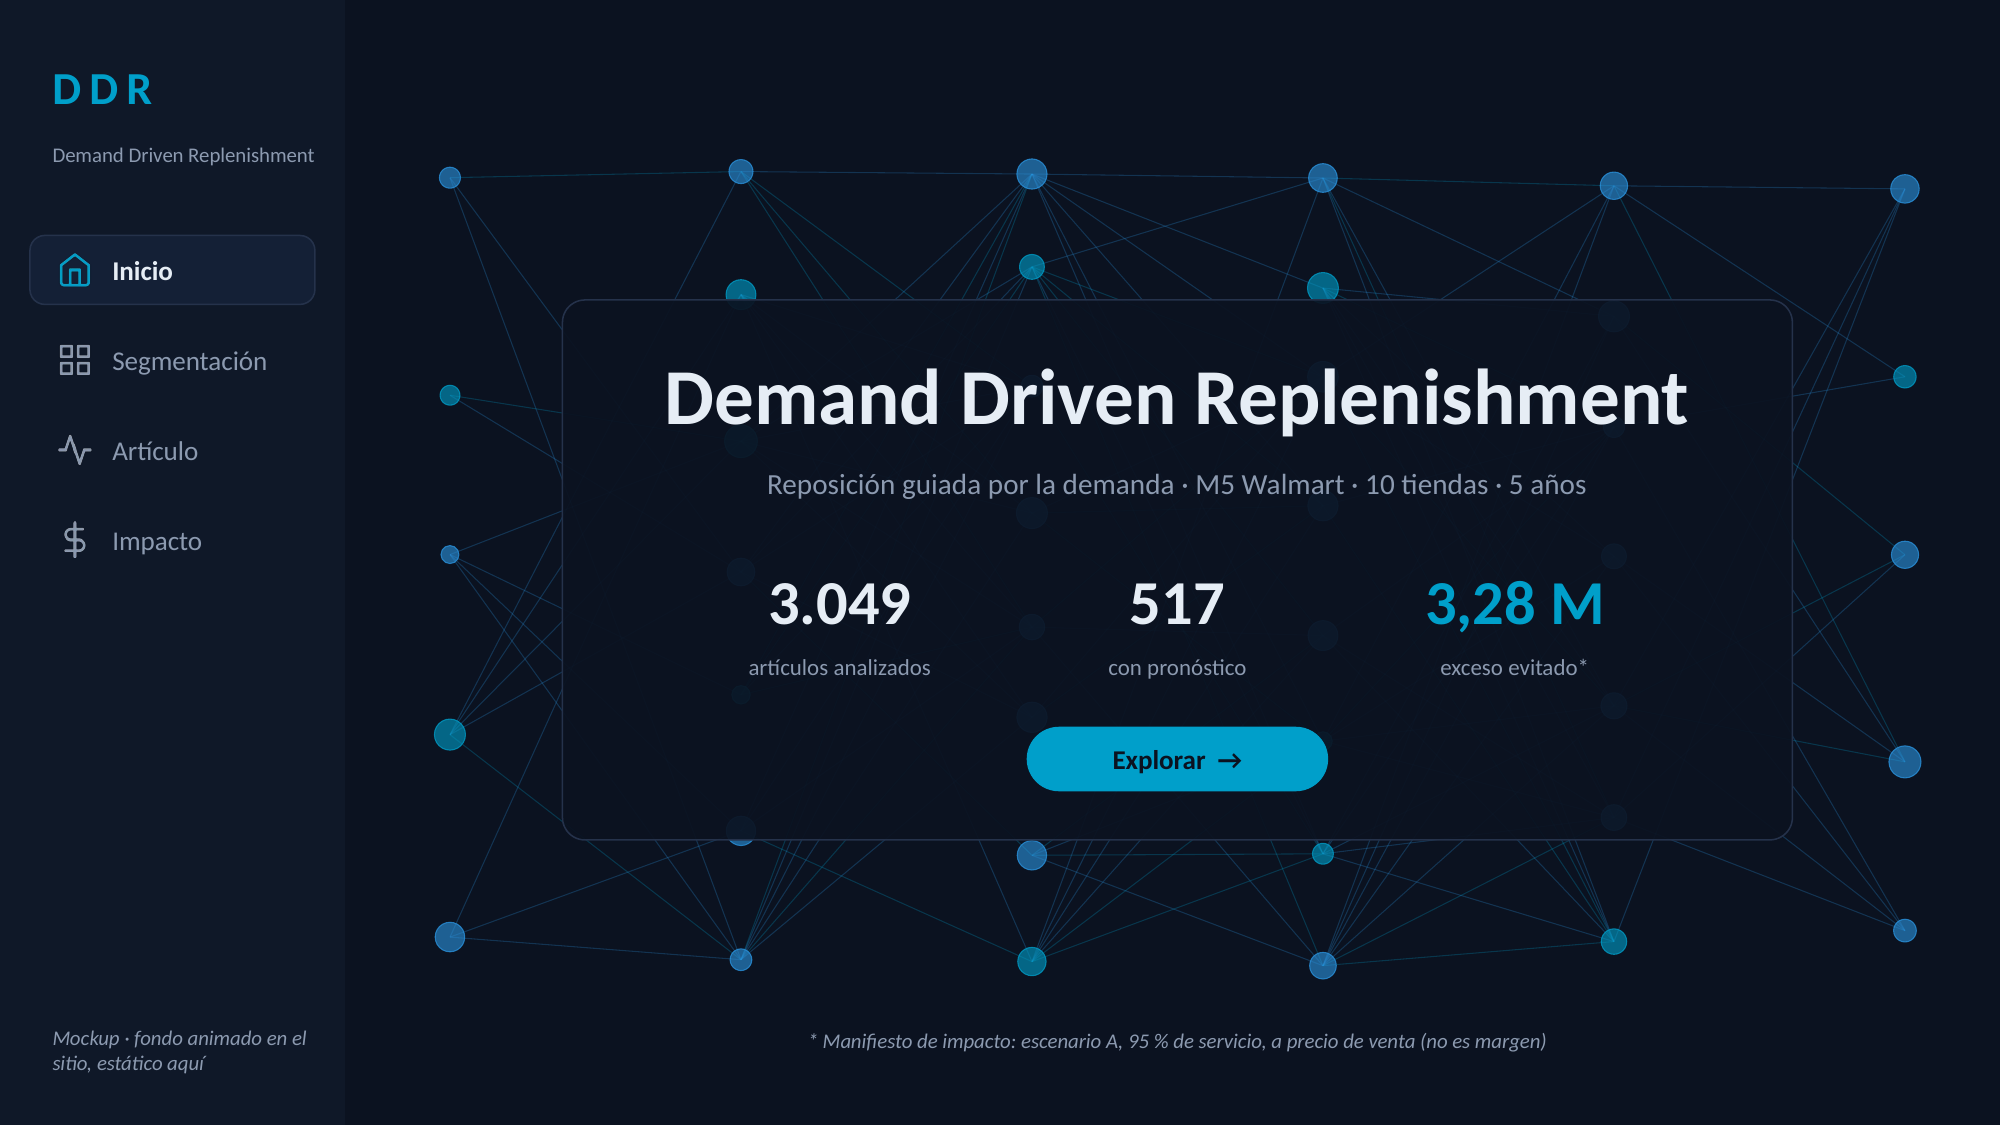 DDR
Demand Driven Replenishment
Inicio
Segmentación
Artículo
Impacto
Mockup · fondo animado en el
sitio, estático aquí
Demand Driven Replenishment
Reposición guiada por la demanda · M5 Walmart · 10 tiendas · 5 años
3.049
artículos analizados
517
con pronóstico
3,28 M
exceso evitado*
Explorar →
* Manifiesto de impacto: escenario A, 95 % de servicio, a precio de venta (no es margen)